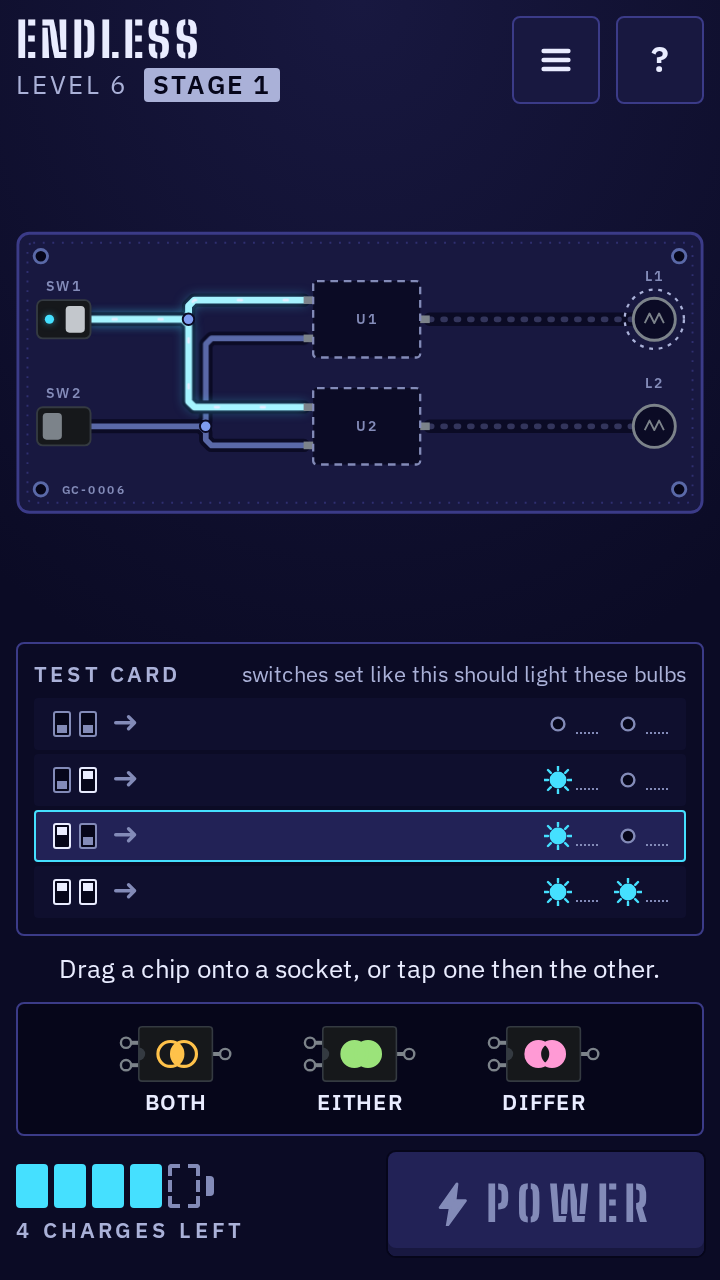 ENDLESS
LEVEL 6 STAGE 1
?
SW1
L1
U1
SW2
L2
U2
GC-0006
TEST CARD switches set like this should light these bulbs
Drag a chip onto a socket, or tap one then the other.
BOTH EITHER DIFFER
POWER
4 CHARGES LEFT